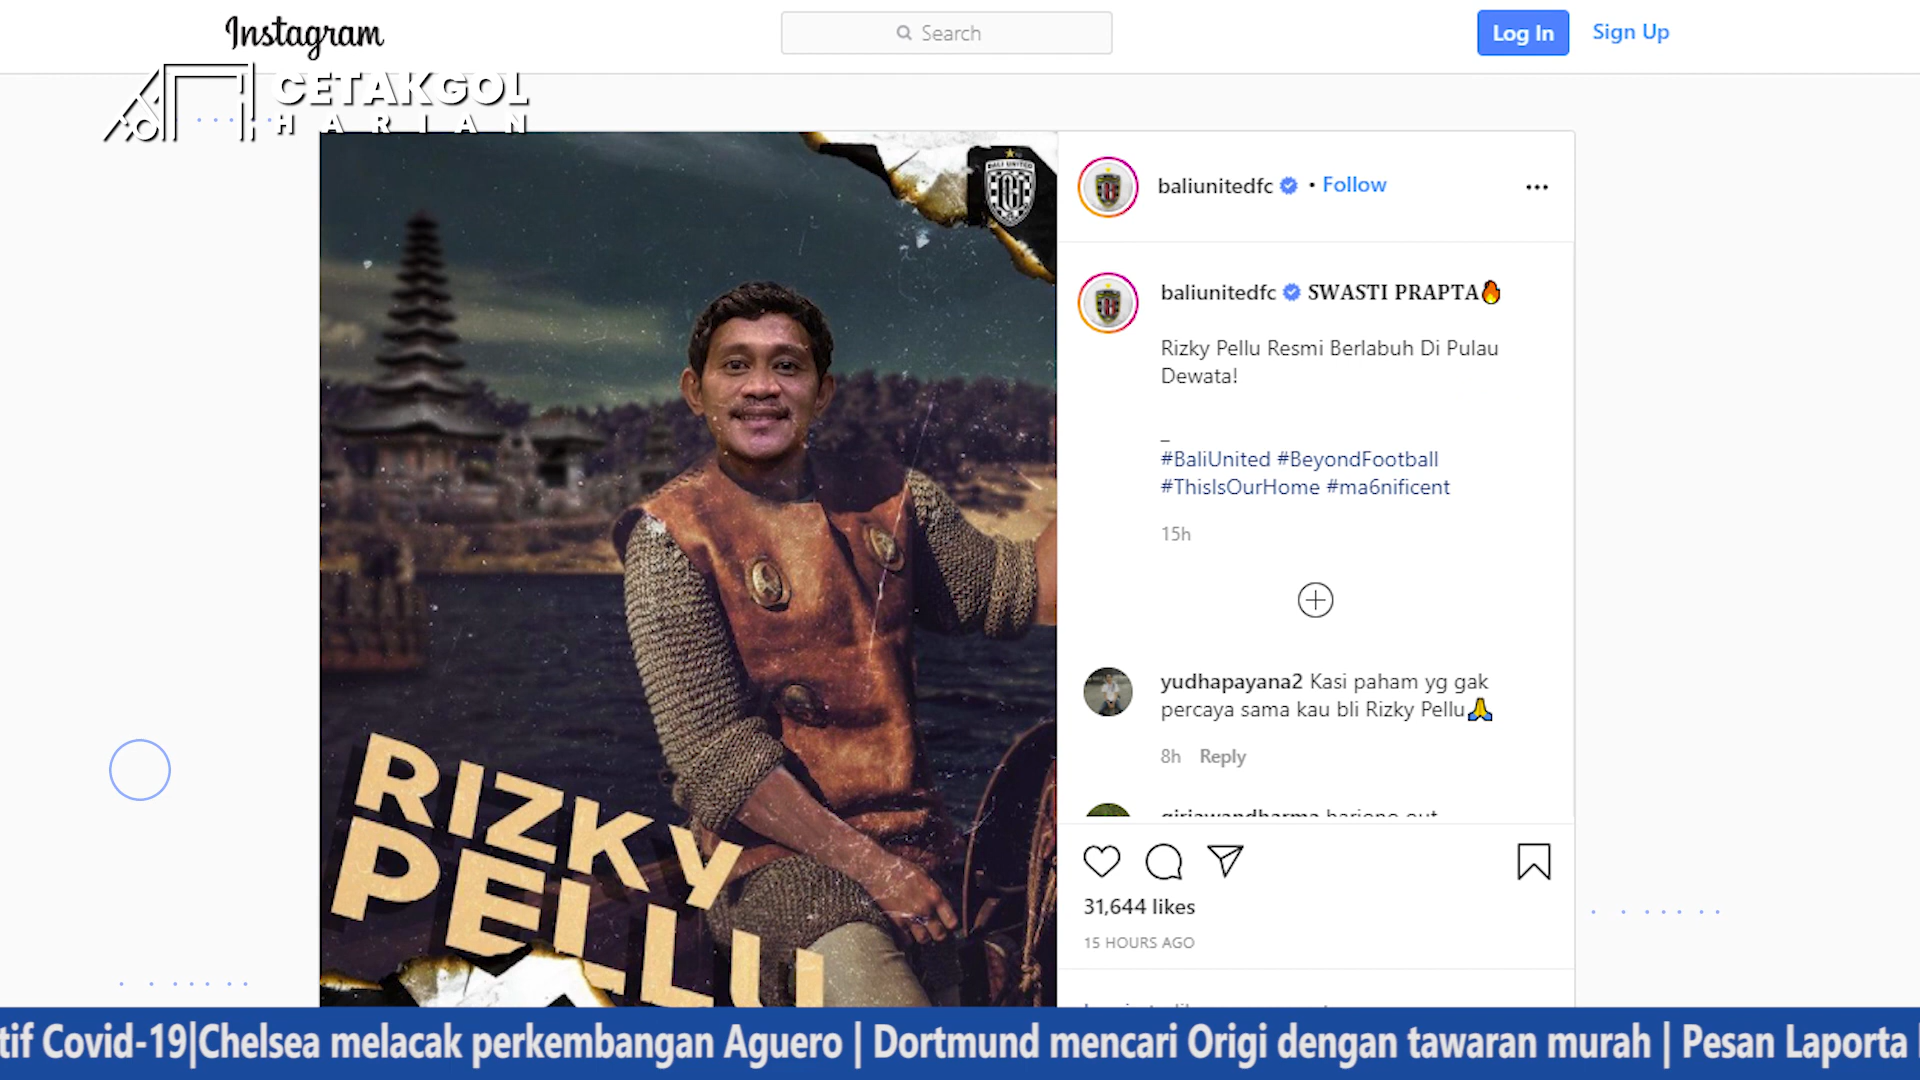 Instagram
Search
Log In
Sign Up
CETAKGOL
HARIAN
BALI UNITED
baliunitedfc • Follow
baliunitedfc SWASTI PRAPTA🔥
Rizky Pellu Resmi Berlabuh Di Pulau
Dewata!
_
#BaliUnited #BeyondFootball
#ThisIsOurHome #ma6nificent
15h
yudhapayana2 Kasi paham yg gak
percaya sama kau bli Rizky Pellu🙏
8h Reply
RIZKY
PELLU
31,644 likes
15 HOURS AGO
tif Covid-19|Chelsea melacak perkembangan Aguero | Dortmund mencari Origi dengan tawaran murah | Pesan Laporta